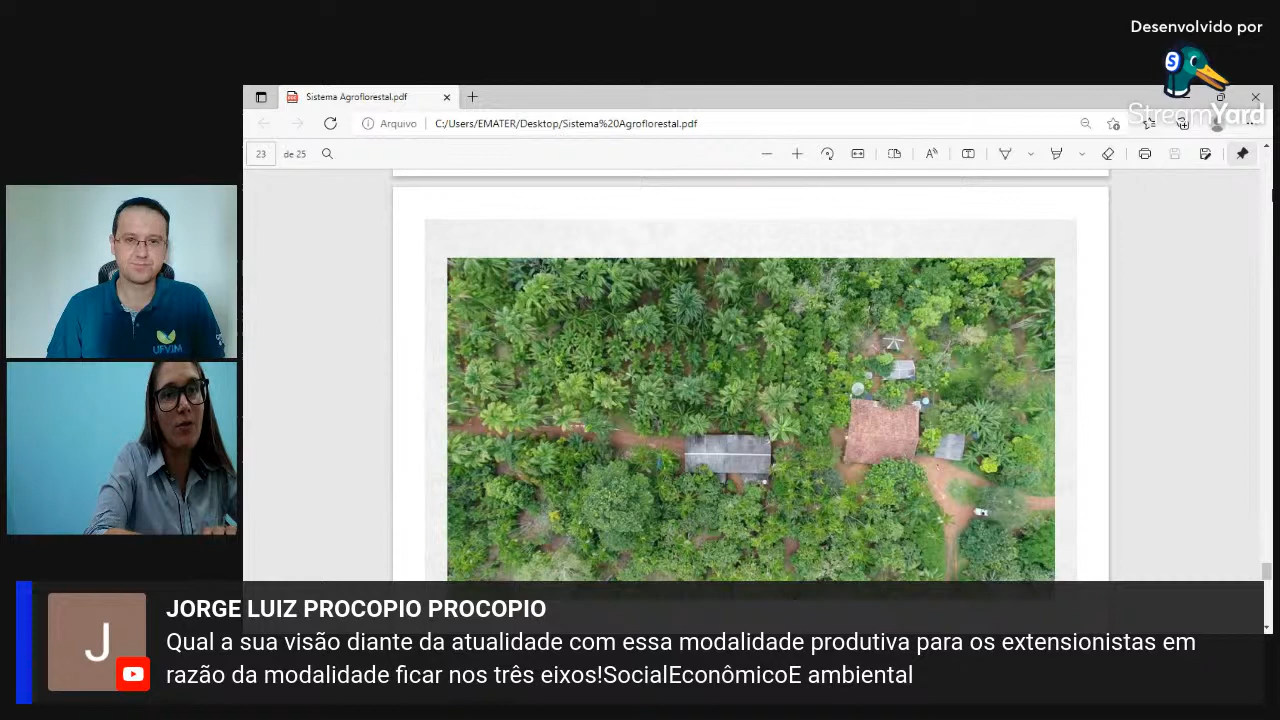 Desenvolvido por
StreamYard
Sistema Agroflorestal.pdf
Arquivo
C:/Users/EMATER/Desktop/Sistema%20Agroflorestal.pdf
23 de 25
UFVJM
JORGE LUIZ PROCOPIO PROCOPIO
Qual a sua visão diante da atualidade com essa modalidade produtiva para os extensionistas em
razão da modalidade ficar nos três eixos!SocialEconômicoE ambiental
J